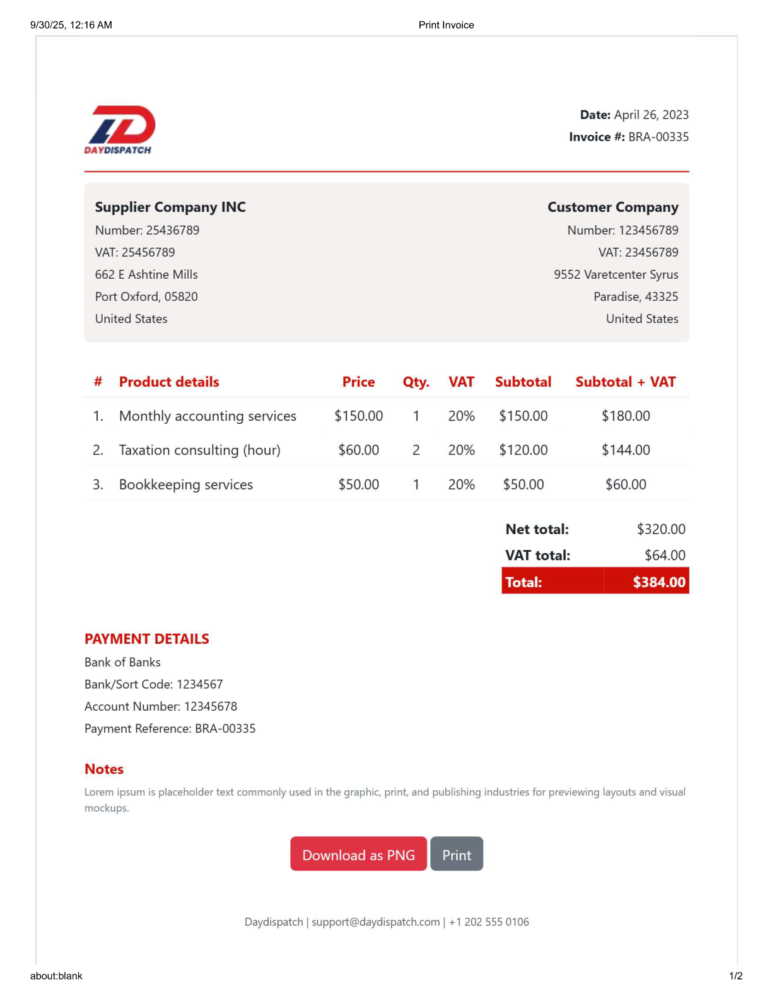 9/30/25, 12:16 AM Print Invoice
DAYDISPATCH
Date: April 26, 2023
Invoice #: BRA-00335
Supplier Company INC Customer Company
Number: 25436789 Number: 123456789
VAT: 25456789 VAT: 23456789
662 E Ashtine Mills 9552 Varetcenter Syrus
Port Oxford, 05820 Paradise, 43325
United States United States
# Product details Price Qty. VAT Subtotal Subtotal + VAT
1. Monthly accounting services $150.00 1 20% $150.00 $180.00
2. Taxation consulting (hour) $60.00 2 20% $120.00 $144.00
3. Bookkeeping services $50.00 1 20% $50.00 $60.00
Net total: $320.00
VAT total: $64.00
Total: $384.00
PAYMENT DETAILS
Bank of Banks
Bank/Sort Code: 1234567
Account Number: 12345678
Payment Reference: BRA-00335
Notes
Lorem ipsum is placeholder text commonly used in the graphic, print, and publishing industries for previewing layouts and visual
mockups.
Download as PNG Print
Daydispatch | support@daydispatch.com | +1 202 555 0106
about:blank 1/2